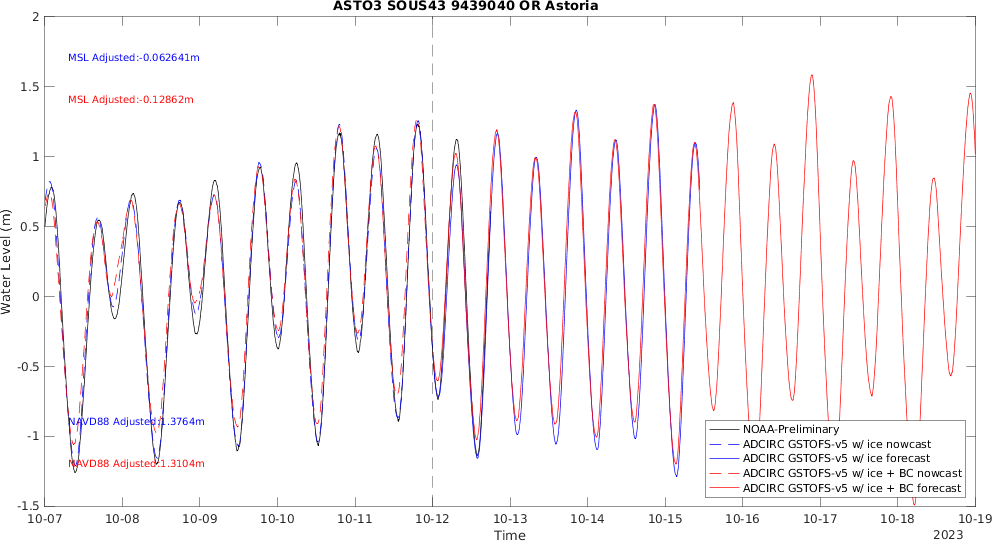 ASTO3 SOUS43 9439040 OR Astoria
2
1.5
1
0.5
0
-0.5
-1
-1.5
Water Level (m)
MSL Adjusted:-0.062641m
MSL Adjusted:-0.12862m
NAVD88 Adjusted:1.3764m
NAVD88 Adjusted:1.3104m
NOAA-Preliminary
ADCIRC GSTOFS-v5 w/ ice nowcast
ADCIRC GSTOFS-v5 w/ ice forecast
ADCIRC GSTOFS-v5 w/ ice + BC nowcast
ADCIRC GSTOFS-v5 w/ ice + BC forecast
10-07 10-08 10-09 10-10 10-11 10-12 10-13 10-14 10-15 10-16 10-17 10-18 10-19
Time
2023